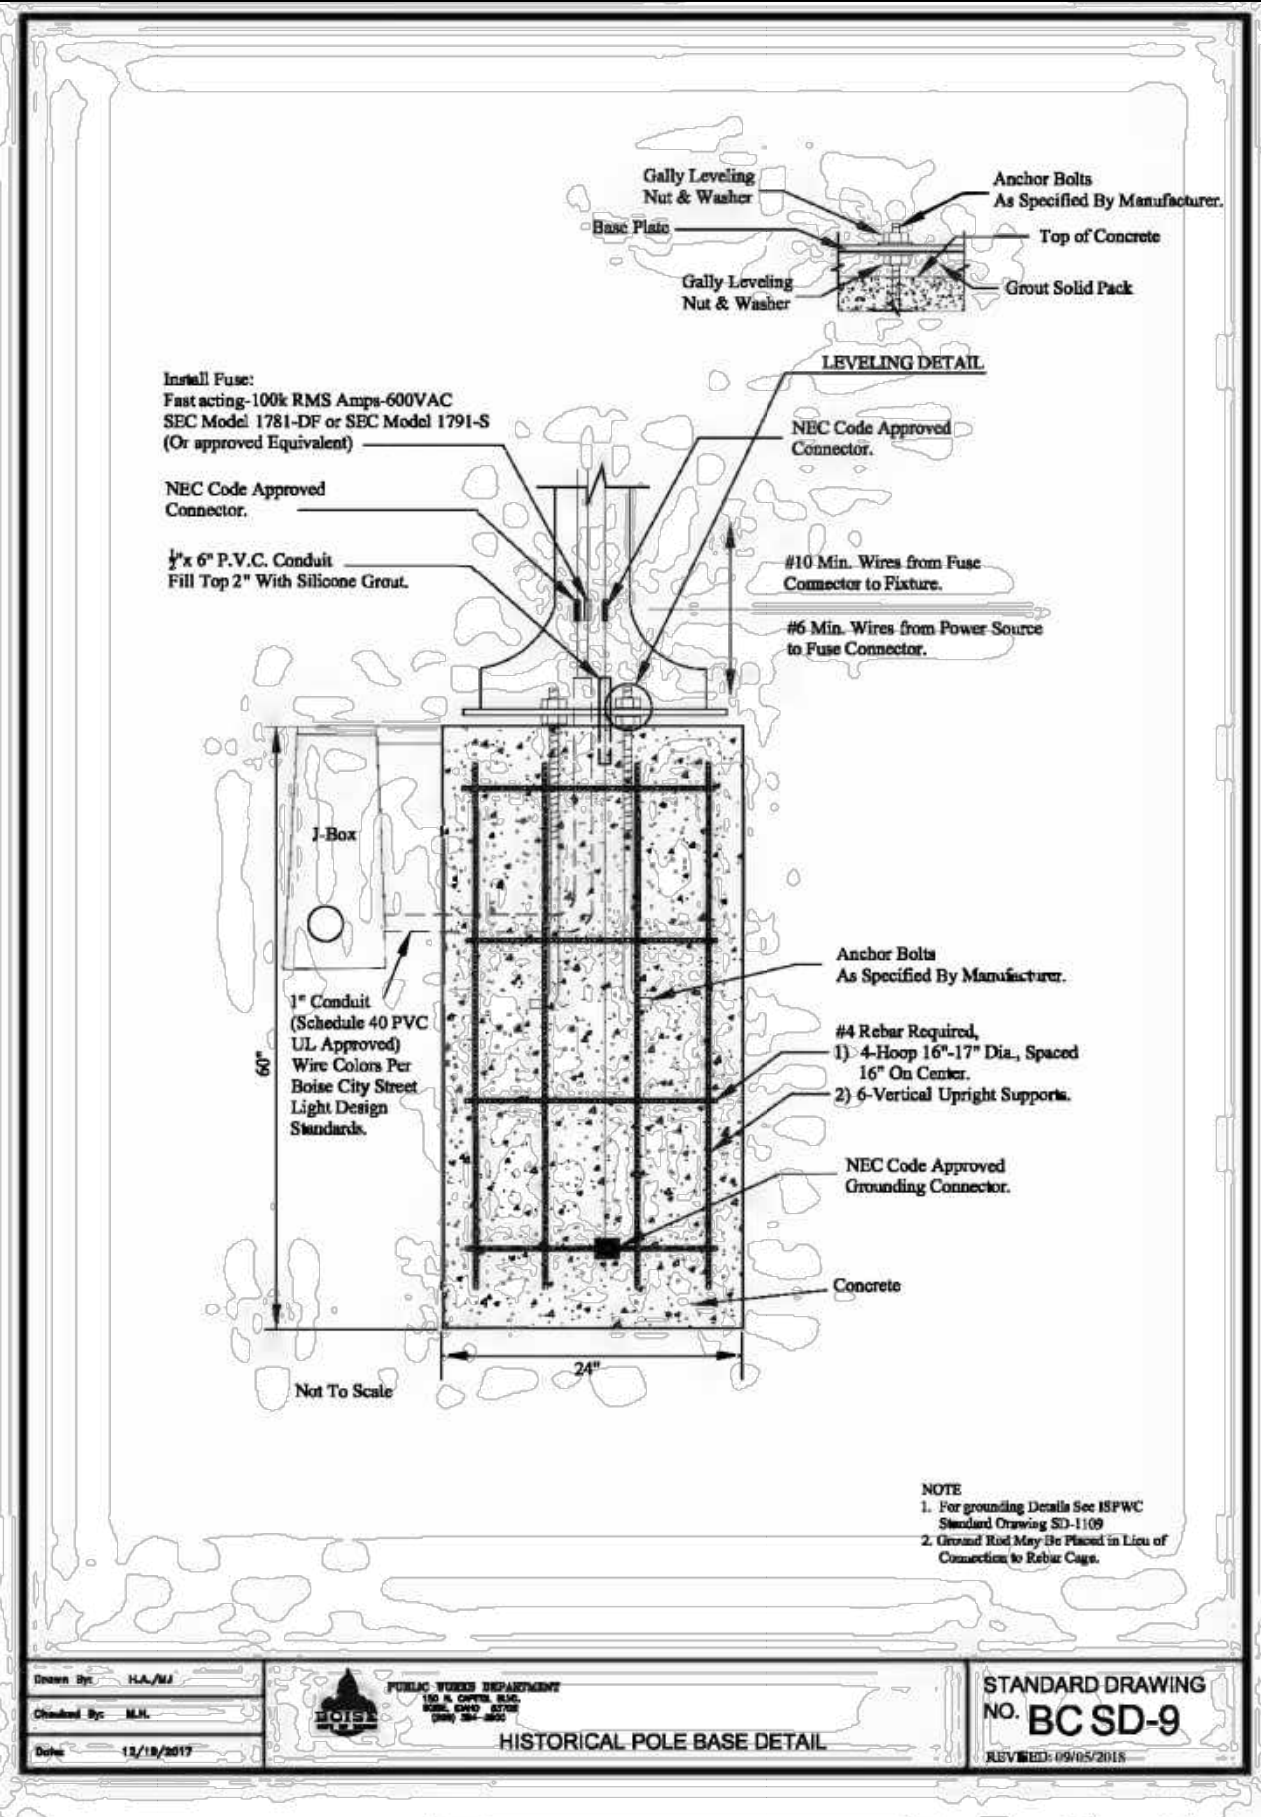 Gally Leveling
Nut & Washer
Anchor Bolts
As Specified By Manufacturer.
Base Plate
Top of Concrete
Gally Leveling
Nut & Washer
Grout Solid Pack
LEVELING DETAIL
Install Fuse:
Fast acting-100k RMS Amps-600VAC
SEC Model 1781-DF or SEC Model 1791-S
(Or approved Equivalent)
NEC Code Approved
Connector.
NEC Code Approved
Connector.
½"x 6" P.V.C. Conduit
Fill Top 2" With Silicone Grout.
#10 Min. Wires from Fuse
Connector to Fixture.
#6 Min. Wires from Power Source
to Fuse Connector.
J-Box
Anchor Bolts
As Specified By Manufacturer.
1" Conduit
(Schedule 40 PVC
UL Approved)
Wire Colors Per
Boise City Street
Light Design
Standards.
60"
#4 Rebar Required,
1) 4-Hoop 16"-17" Dia., Spaced
16" On Center.
2) 6-Vertical Upright Supports.
NEC Code Approved
Grounding Connector.
Concrete
24"
Not To Scale
NOTE
1. For grounding Details See ISPWC
Standard Drawing SD-1109
2. Ground Rod May Be Placed in Lieu of
Connection to Rebar Cage.
Drawn By: H.A./MJ
Checked By: M.H.
Date: 12/19/2017
BOISE
PUBLIC WORKS DEPARTMENT
150 N. CAPITOL BLVD.
BOISE, IDAHO
HISTORICAL POLE BASE DETAIL
STANDARD DRAWING
NO. BC SD-9
REVISED: 09/05/2018